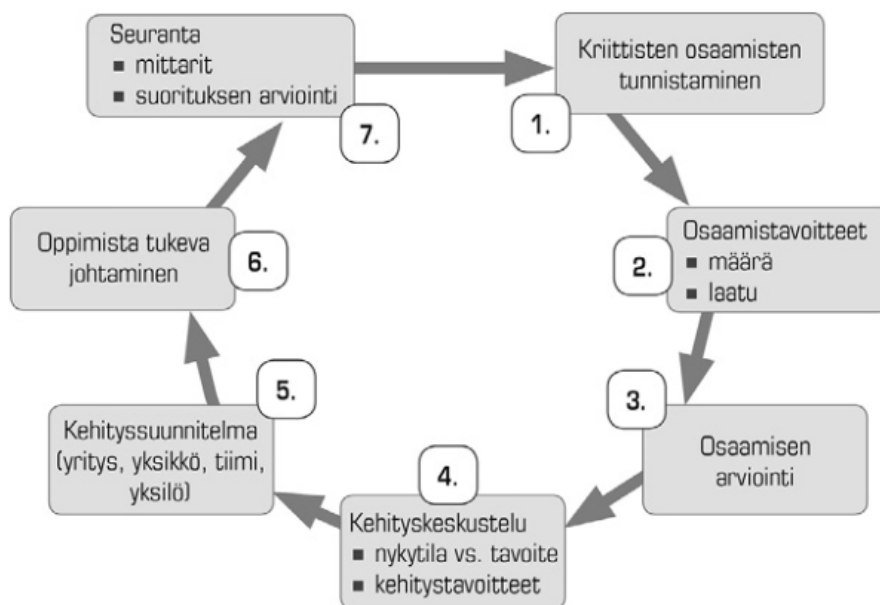 Kriittisten osaamisten
tunnistaminen
1.
Osaamistavoitteet
▪ määrä
▪ laatu
2.
Osaamisen
arviointi
3.
Kehityskeskustelu
▪ nykytila vs. tavoite
▪ kehitystavoitteet
4.
Kehityssuunnitelma
(yritys, yksikkö, tiimi,
yksilö)
5.
Oppimista tukeva
johtaminen
6.
Seuranta
▪ mittarit
▪ suorituksen arviointi
7.